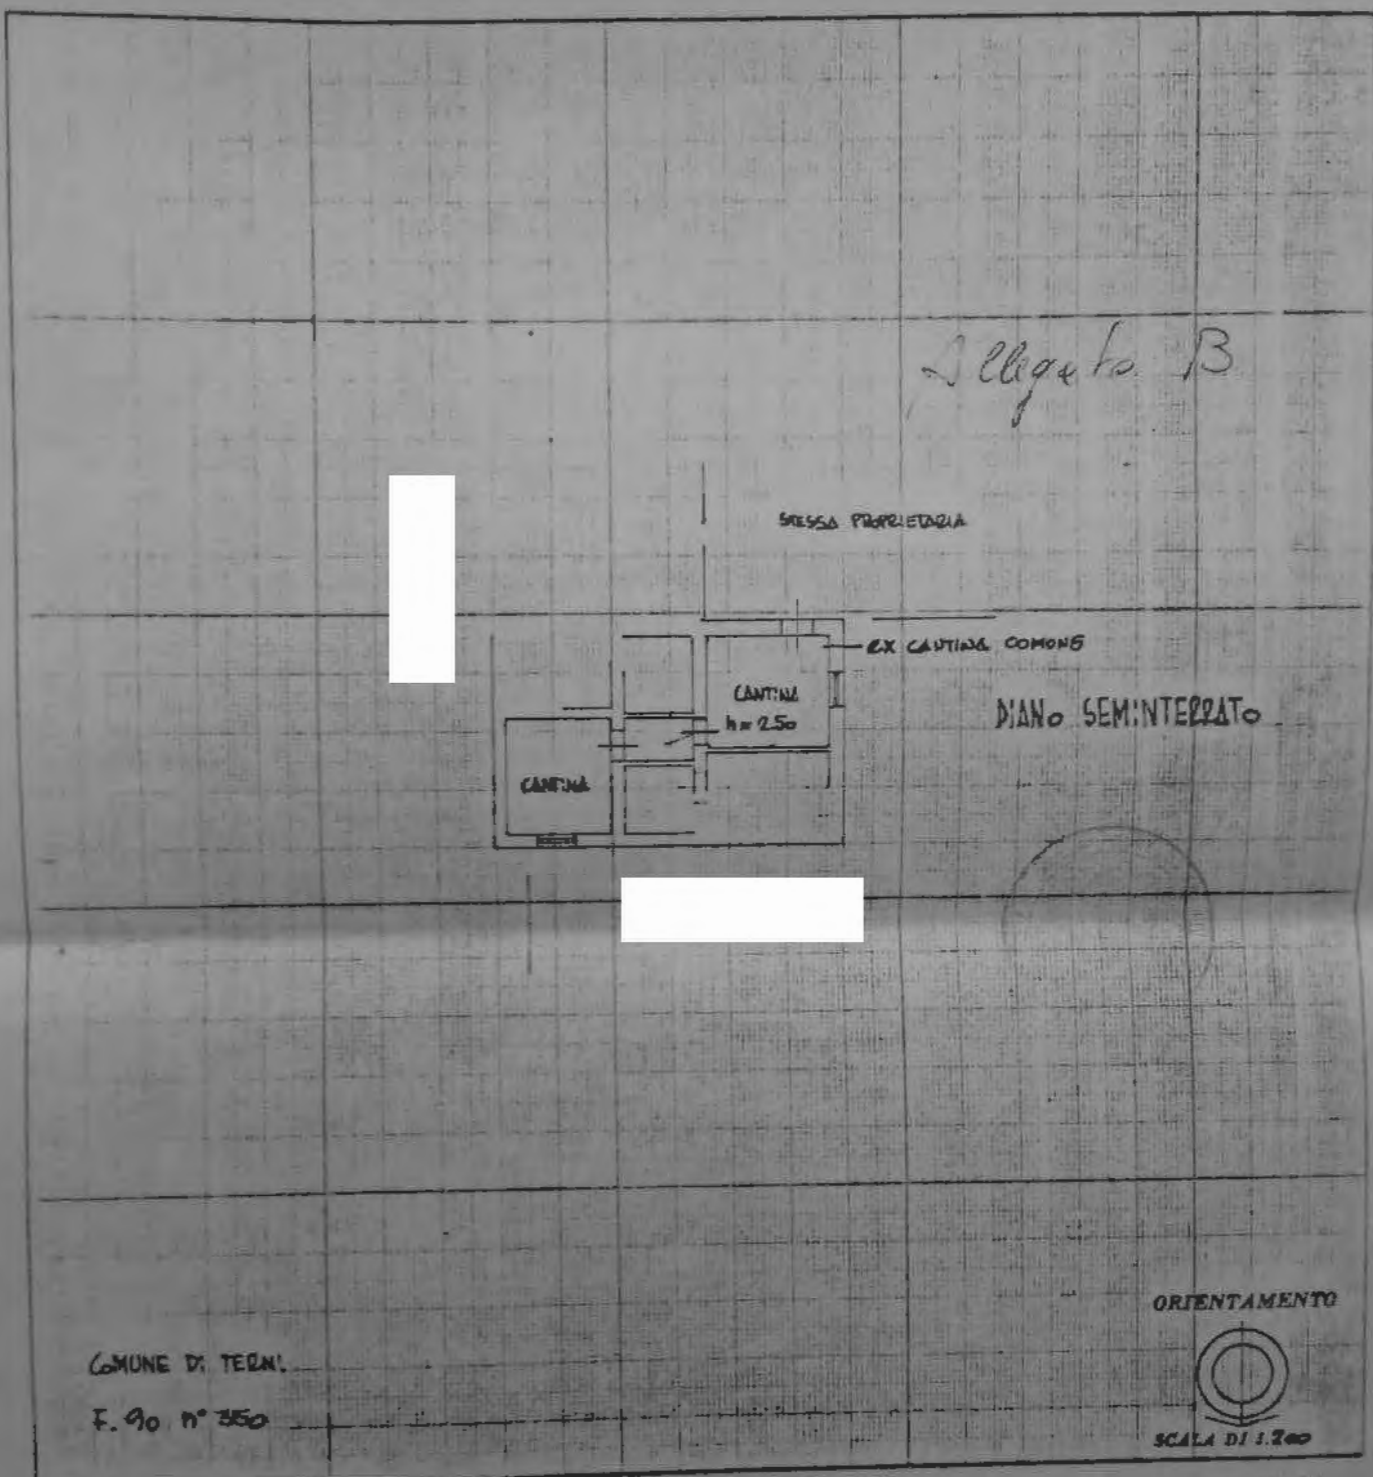 Allegato B
STESSA PROPRIETARIA
EX CANTINA COMONE
CANTINA
h = 2.50
PIANO SEMINTERRATO
CANTINA
ORIENTAMENTO
COMUNE DI TERNI
F. 90 n° 350
SCALA DI 1.200